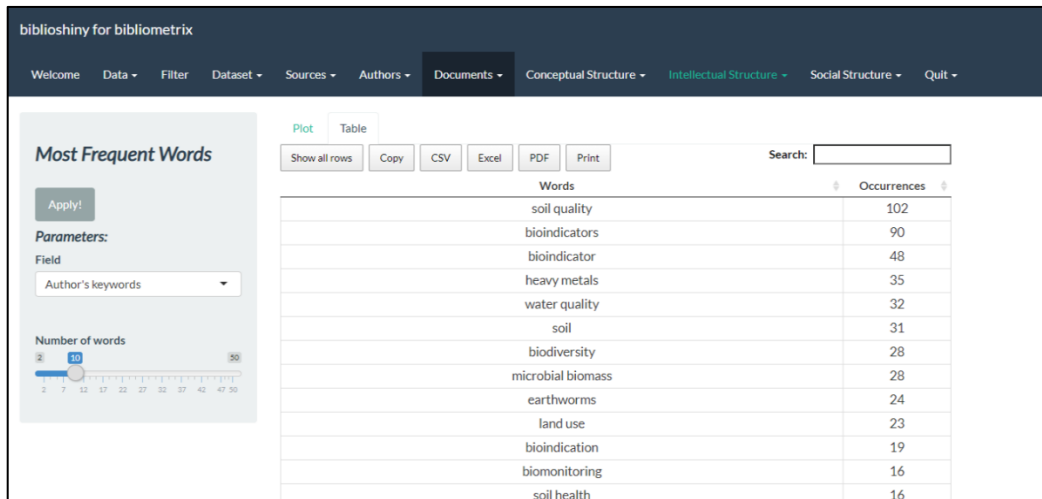 biblioshiny for bibliometrix
Welcome Data Filter Dataset Sources Authors Documents Conceptual Structure Intellectual Structure Social Structure Quit
Most Frequent Words
Apply!
Parameters:
Field
Author's keywords
Number of words
2 10 50
2 7 12 17 22 27 32 37 42 47 50
Plot Table
Show all rows Copy CSV Excel PDF Print Search:
Words Occurrences
soil quality 102
bioindicators 90
bioindicator 48
heavy metals 35
water quality 32
soil 31
biodiversity 28
microbial biomass 28
earthworms 24
land use 23
bioindication 19
biomonitoring 16
soil health 16